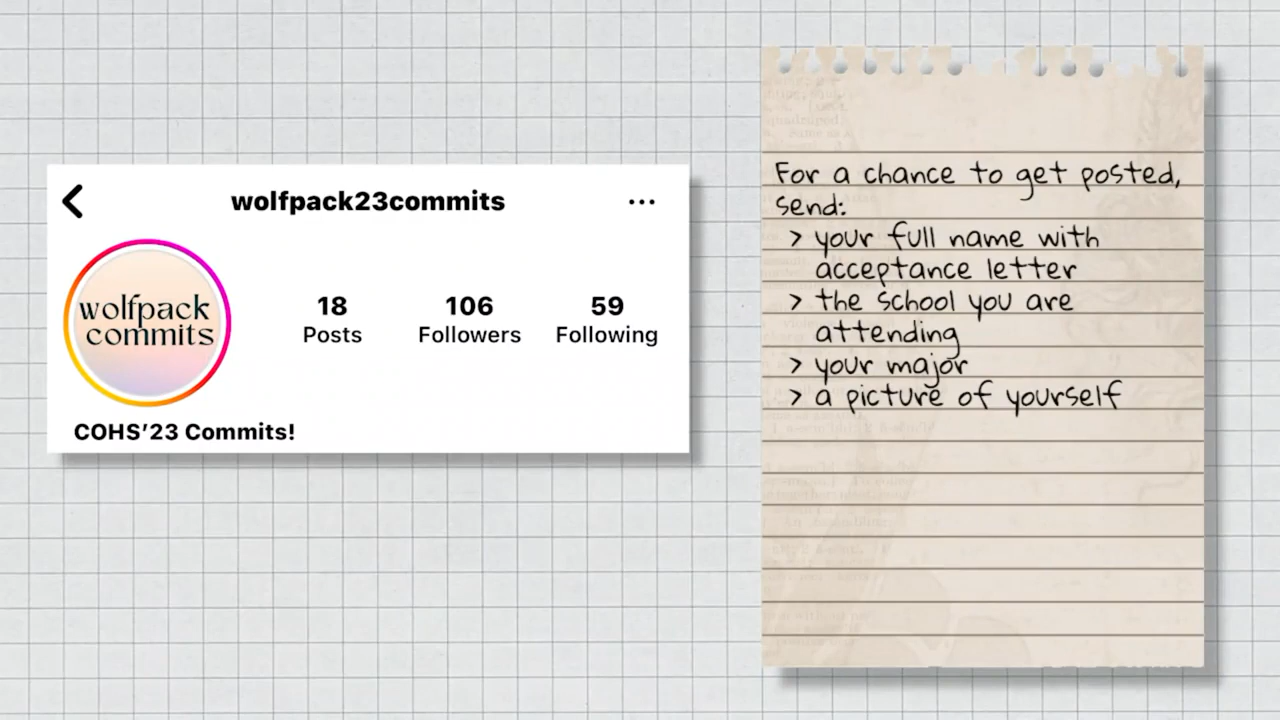 wolfpack23commits
wolfpack
commits
18
Posts
106
Followers
59
Following
COHS’23 Commits!
For a chance to get posted,
send:
> your full name with
acceptance letter
> the school you are
attending
> your major
> a picture of yourself